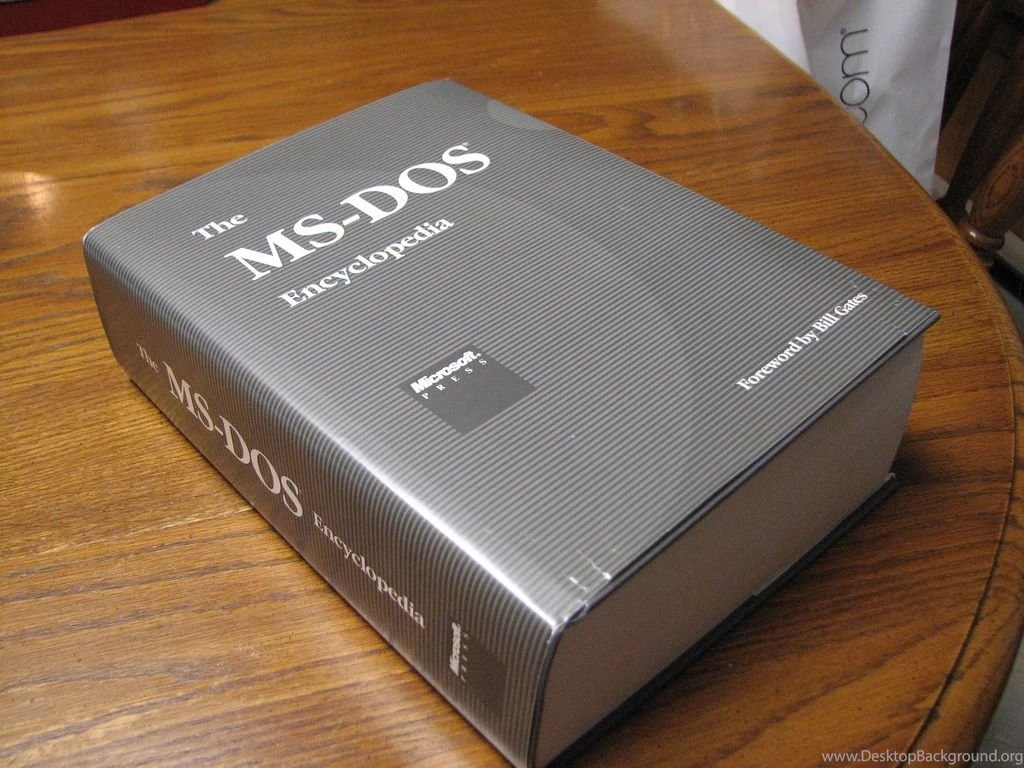 The
MS-DOS®
Encyclopedia
Microsoft®
PRESS
Foreword by Bill Gates
The
MS-DOS
Encyclopedia
Microsoft
PRESS
com®
www.DesktopBackground.org